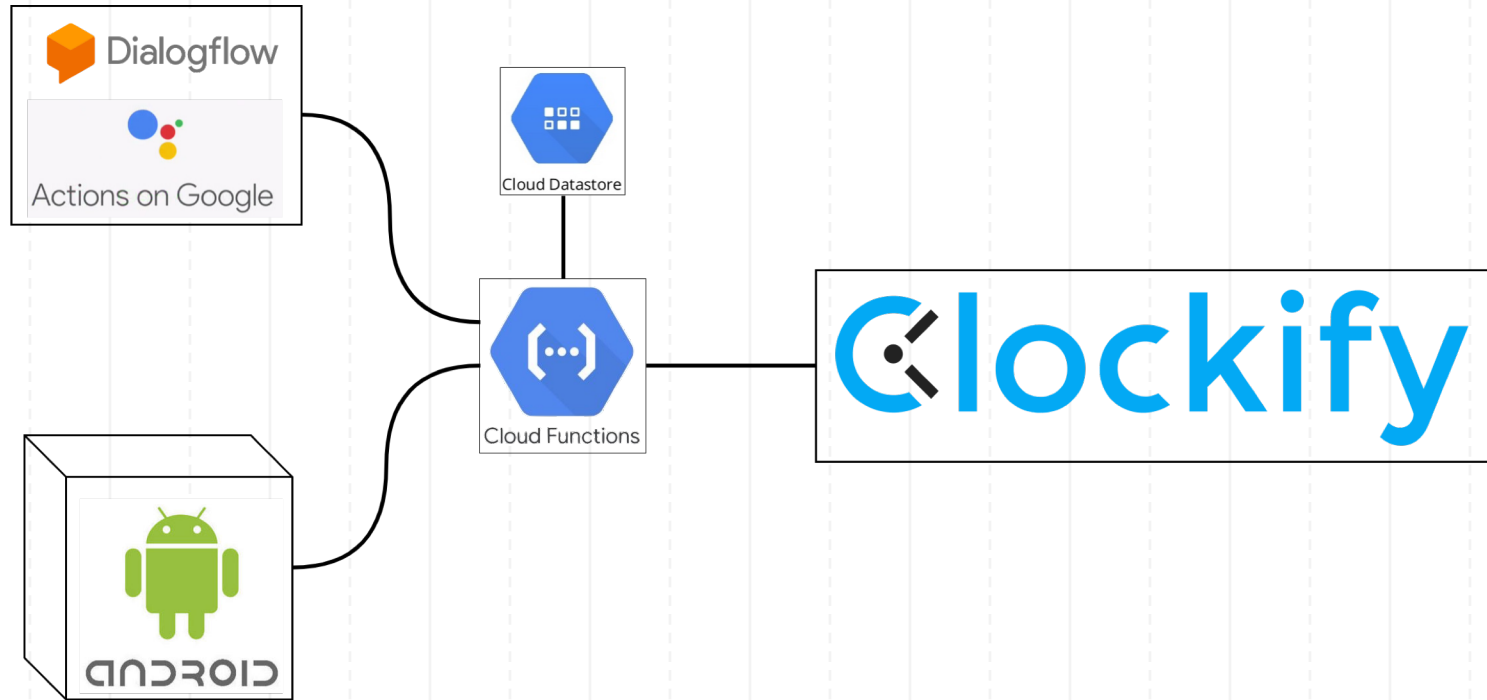 Dialogflow
Actions on Google
Cloud Datastore
Cloud Functions
Clockify
android